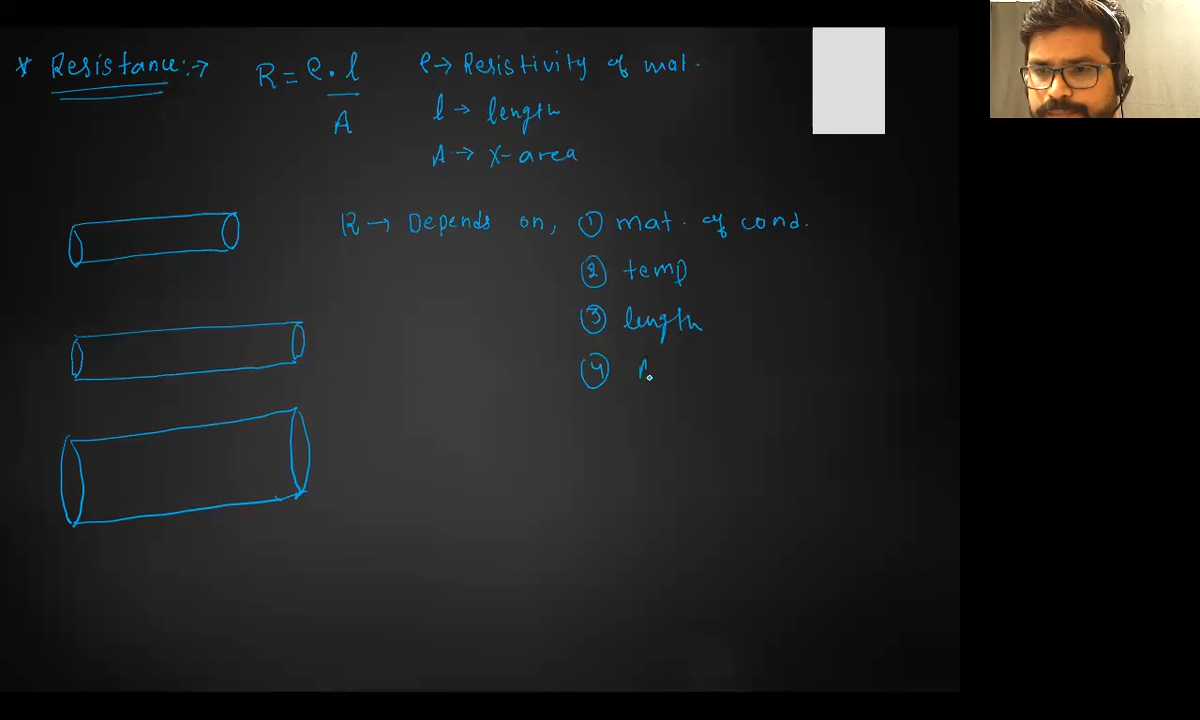 * Resistance:→ R = ρ. l / A
ρ → Resistivity of mat.
l → length
A → X-area
R → Depends on, ① mat. of cond.
② temp
③ length
④